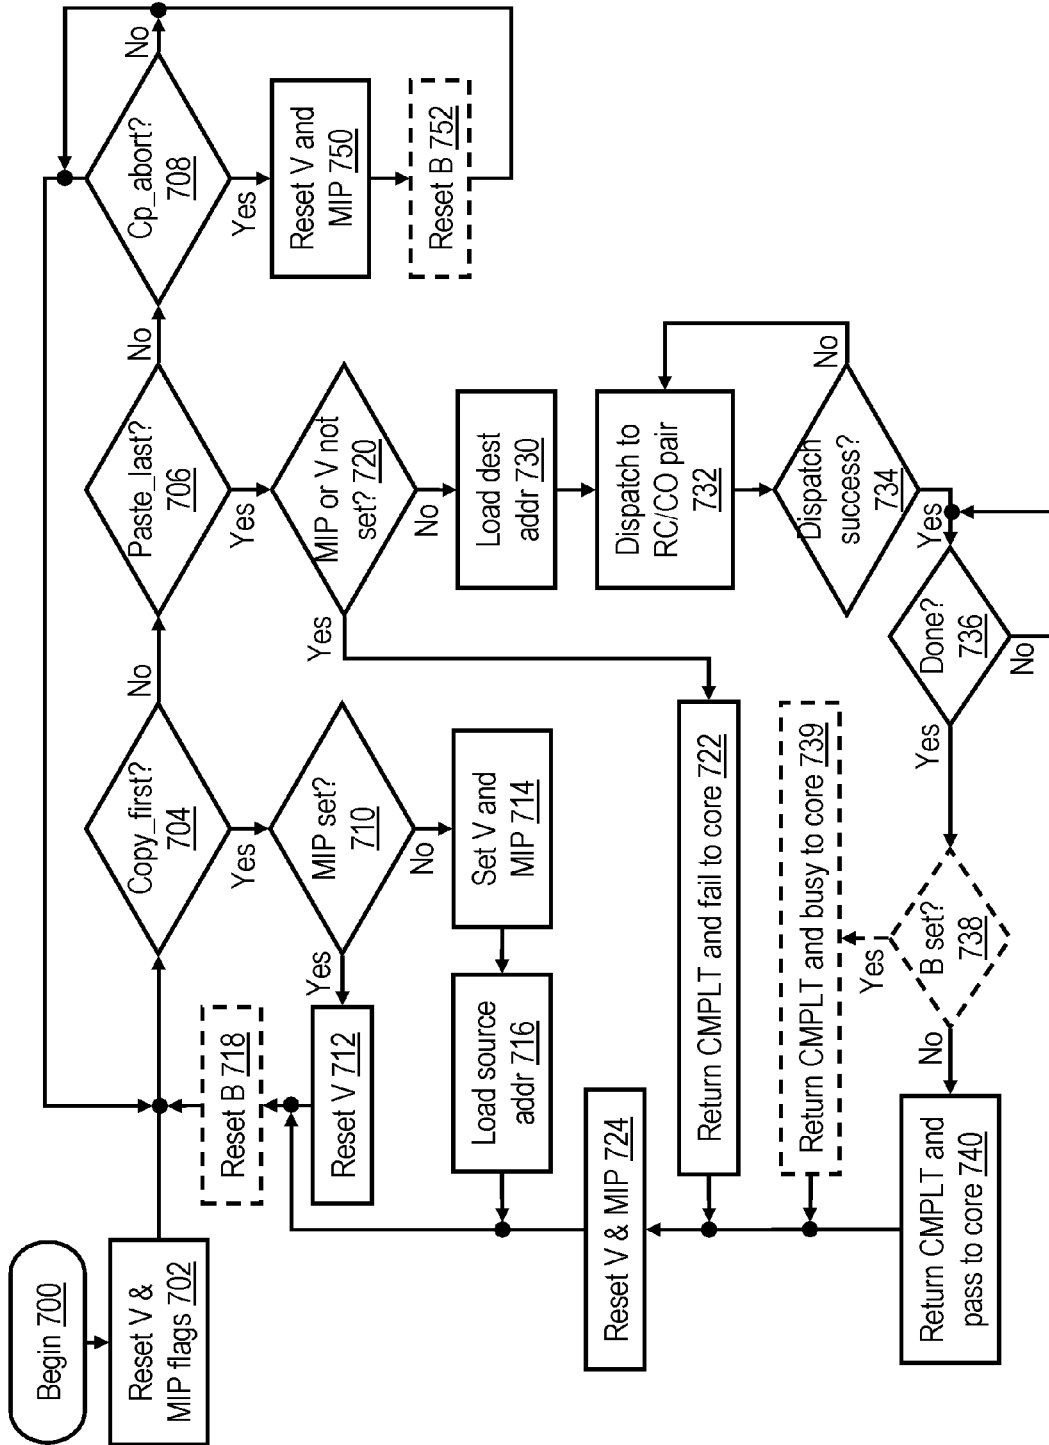 Begin 700
Reset V &
MIP flags 702
Copy_first?
704
No
Yes
Paste_last?
706
No
Yes
Cp_abort?
708
No
Yes
Reset V and
MIP 750
Reset B 752
MIP set?
710
Yes
No
Reset V 712
Reset B 718
Set V and
MIP 714
Load source
addr 716
MIP or V not
set? 720
Yes
No
Return CMPLT and fail to core 722
Reset V & MIP 724
Load dest
addr 730
Dispatch to
RC/CO pair
732
Dispatch
success?
734
No
Yes
Done?
736
No
Yes
B set?
738
Yes
No
Return CMPLT and busy to core 739
Return CMPLT and
pass to core 740